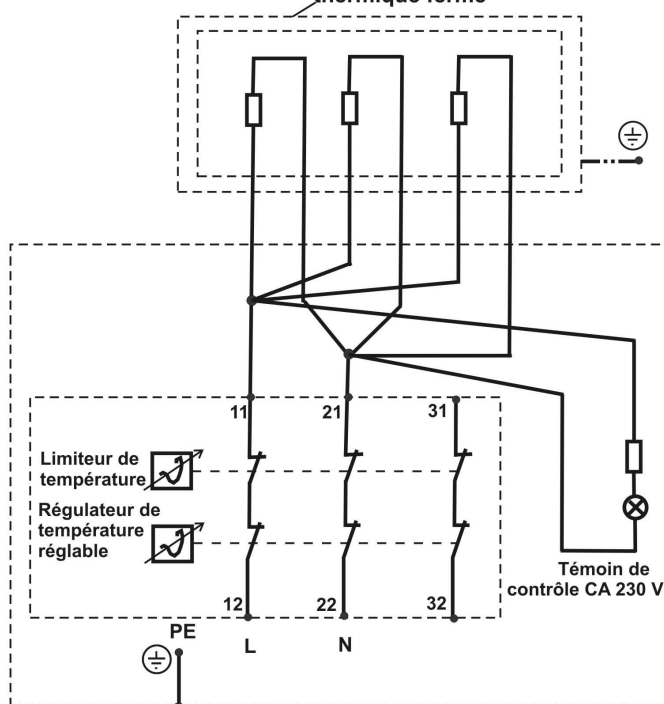 thermique fermé
11 21 31
Limiteur de
température
Régulateur de
température
réglable
Témoin de
contrôle CA 230 V
12 22 32
PE
L N